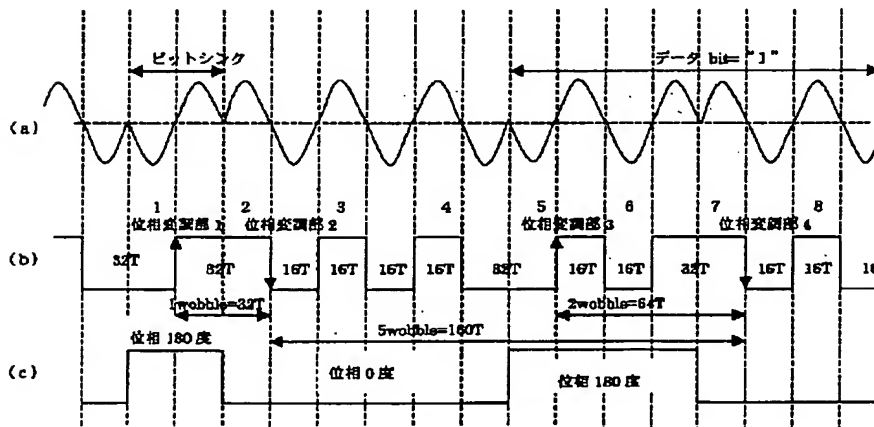 ビットシンク
データ bit= "1"
(a)
1 2 3 4 5 6 7 8
位相変調部 1 位相変調部 2 位相変調部 3 位相変調部 4
(b)
32T 32T 16T 16T 16T 16T 32T 16T 16T 32T 16T 16T 16
1wobble=32T
2wobble=64T
5wobble=160T
位相 180 度
(c)
位相 0 度
位相 180 度